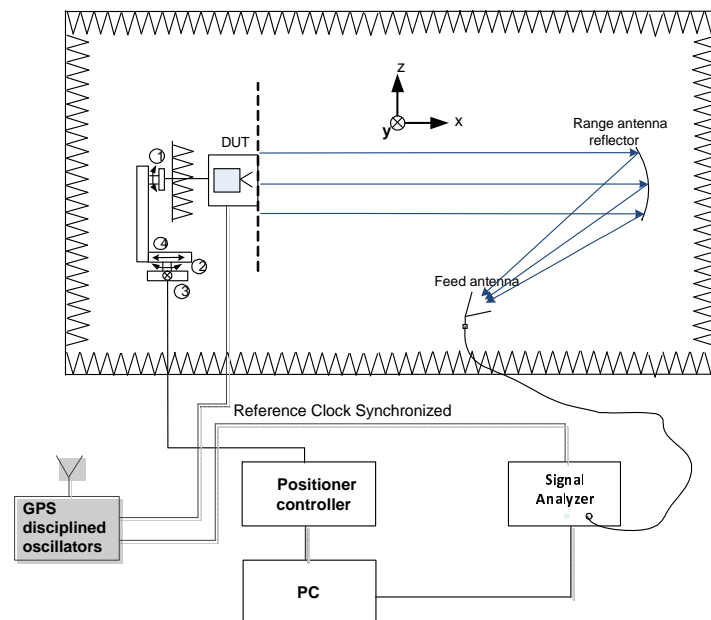 z
x
y
Range antenna
reflector
DUT
1
4
2
3
Feed antenna
Reference Clock Synchronized
GPS
disciplined
oscillators
Positioner
controller
Signal
Analyzer
PC